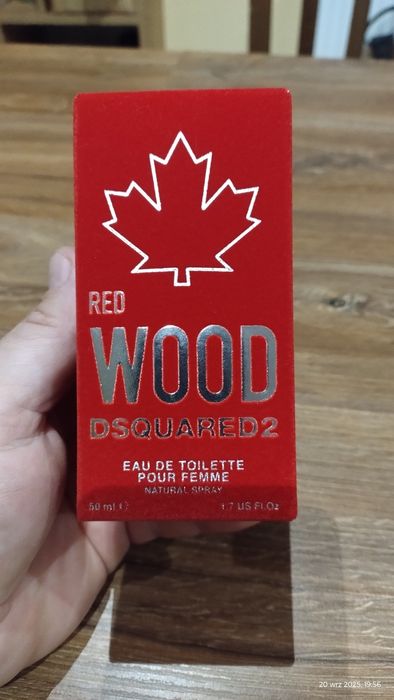 RED
WOOD
DSQUARED2
EAU DE TOILETTE
POUR FEMME
NATURAL SPRAY
50 ml ℮ 1.7 US Fl.Oz
20 wrz 2025, 19:56